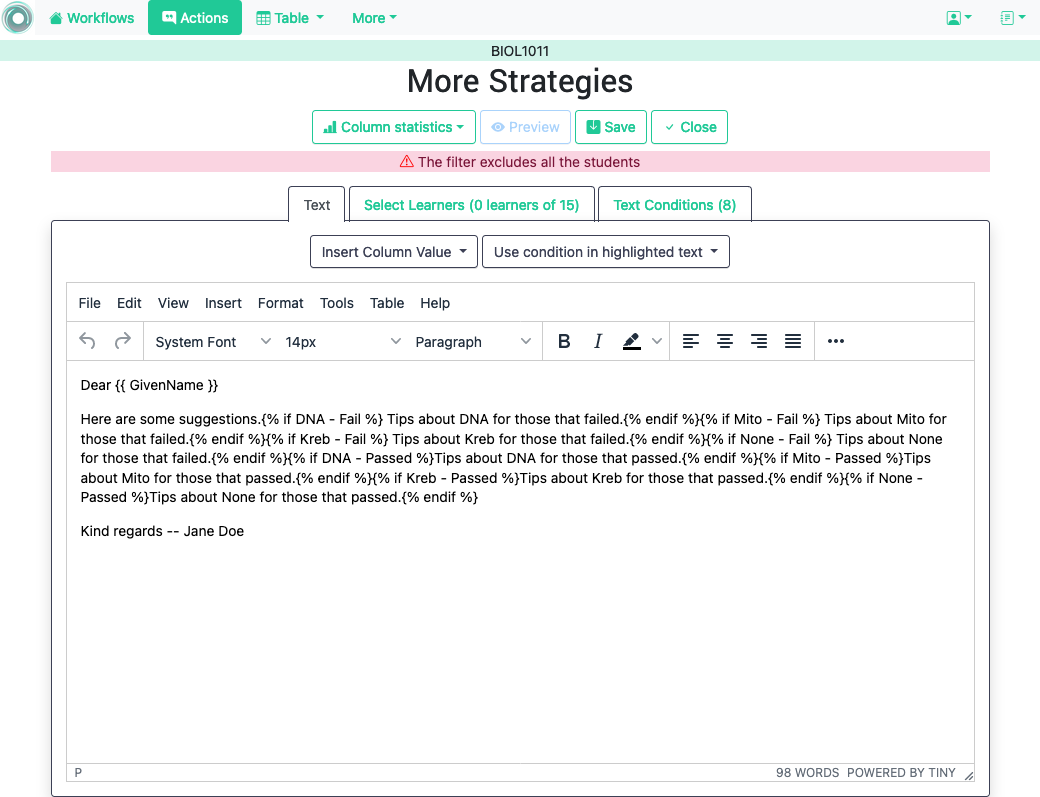 Workflows Actions Table More
BIOL1011
More Strategies
Column statistics Preview Save Close
The filter excludes all the students
Text Select Learners (0 learners of 15) Text Conditions (8)
Insert Column Value Use condition in highlighted text
File Edit View Insert Format Tools Table Help
System Font 14px Paragraph B I
Dear {{ GivenName }}
Here are some suggestions.{% if DNA - Fail %} Tips about DNA for those that failed.{% endif %}{% if Mito - Fail %} Tips about Mito for
those that failed.{% endif %}{% if Kreb - Fail %} Tips about Kreb for those that failed.{% endif %}{% if None - Fail %} Tips about None
for those that failed.{% endif %}{% if DNA - Passed %}Tips about DNA for those that passed.{% endif %}{% if Mito - Passed %}Tips
about Mito for those that passed.{% endif %}{% if Kreb - Passed %}Tips about Kreb for those that passed.{% endif %}{% if None -
Passed %}Tips about None for those that passed.{% endif %}
Kind regards -- Jane Doe
P 98 WORDS POWERED BY TINY